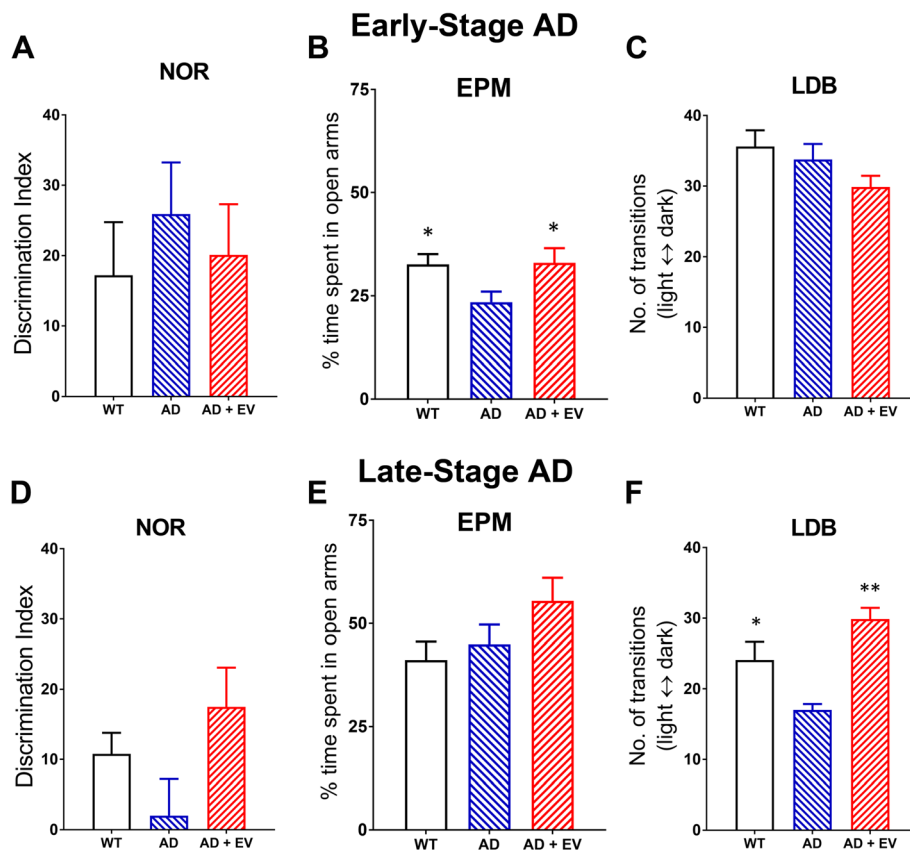 Early-Stage AD
A
NOR
Discrimination Index
40
30
20
10
0
WT AD AD + EV
B
EPM
% time spent in open arms
75
50
25
0
* *
WT AD AD + EV
C
LDB
No. of transitions
(light ↔ dark)
40
30
20
10
0
WT AD AD + EV
Late-Stage AD
D
NOR
Discrimination Index
40
30
20
10
0
WT AD AD + EV
E
EPM
% time spent in open arms
75
50
25
0
WT AD AD + EV
F
LDB
No. of transitions
(light ↔ dark)
40
30
20
10
0
* **
WT AD AD + EV